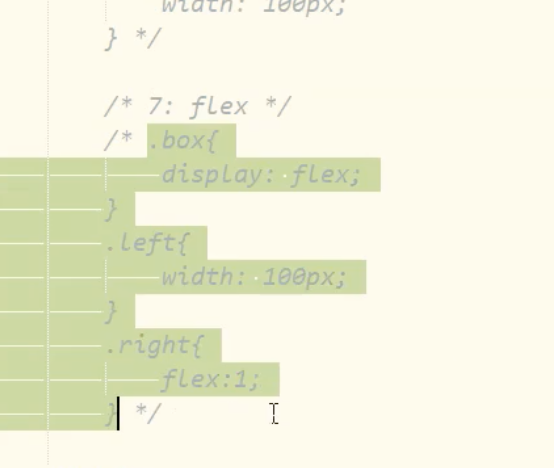 width: 100px;
} */
/* 7: flex */
/* .box{
display: flex;
}
.left{
width: 100px;
}
.right{
flex:1;
} */